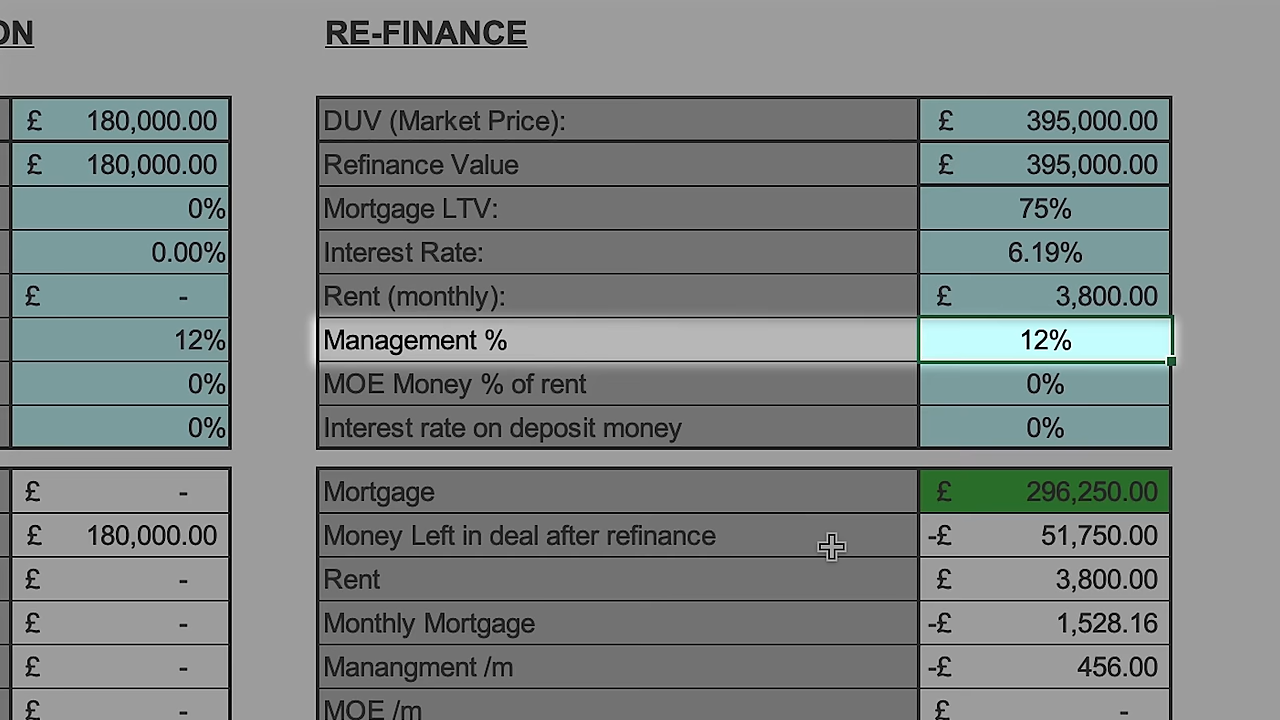 ON RE-FINANCE
£ 180,000.00 DUV (Market Price): £ 395,000.00
£ 180,000.00 Refinance Value £ 395,000.00
0% Mortgage LTV: 75%
0.00% Interest Rate: 6.19%
£ - Rent (monthly): £ 3,800.00
12% Management % 12%
0% MOE Money % of rent 0%
0% Interest rate on deposit money 0%
£ - Mortgage £ 296,250.00
£ 180,000.00 Money Left in deal after refinance -£ 51,750.00
£ - Rent £ 3,800.00
£ - Monthly Mortgage -£ 1,528.16
£ - Manangment /m -£ 456.00
£ - MOE /m £ -